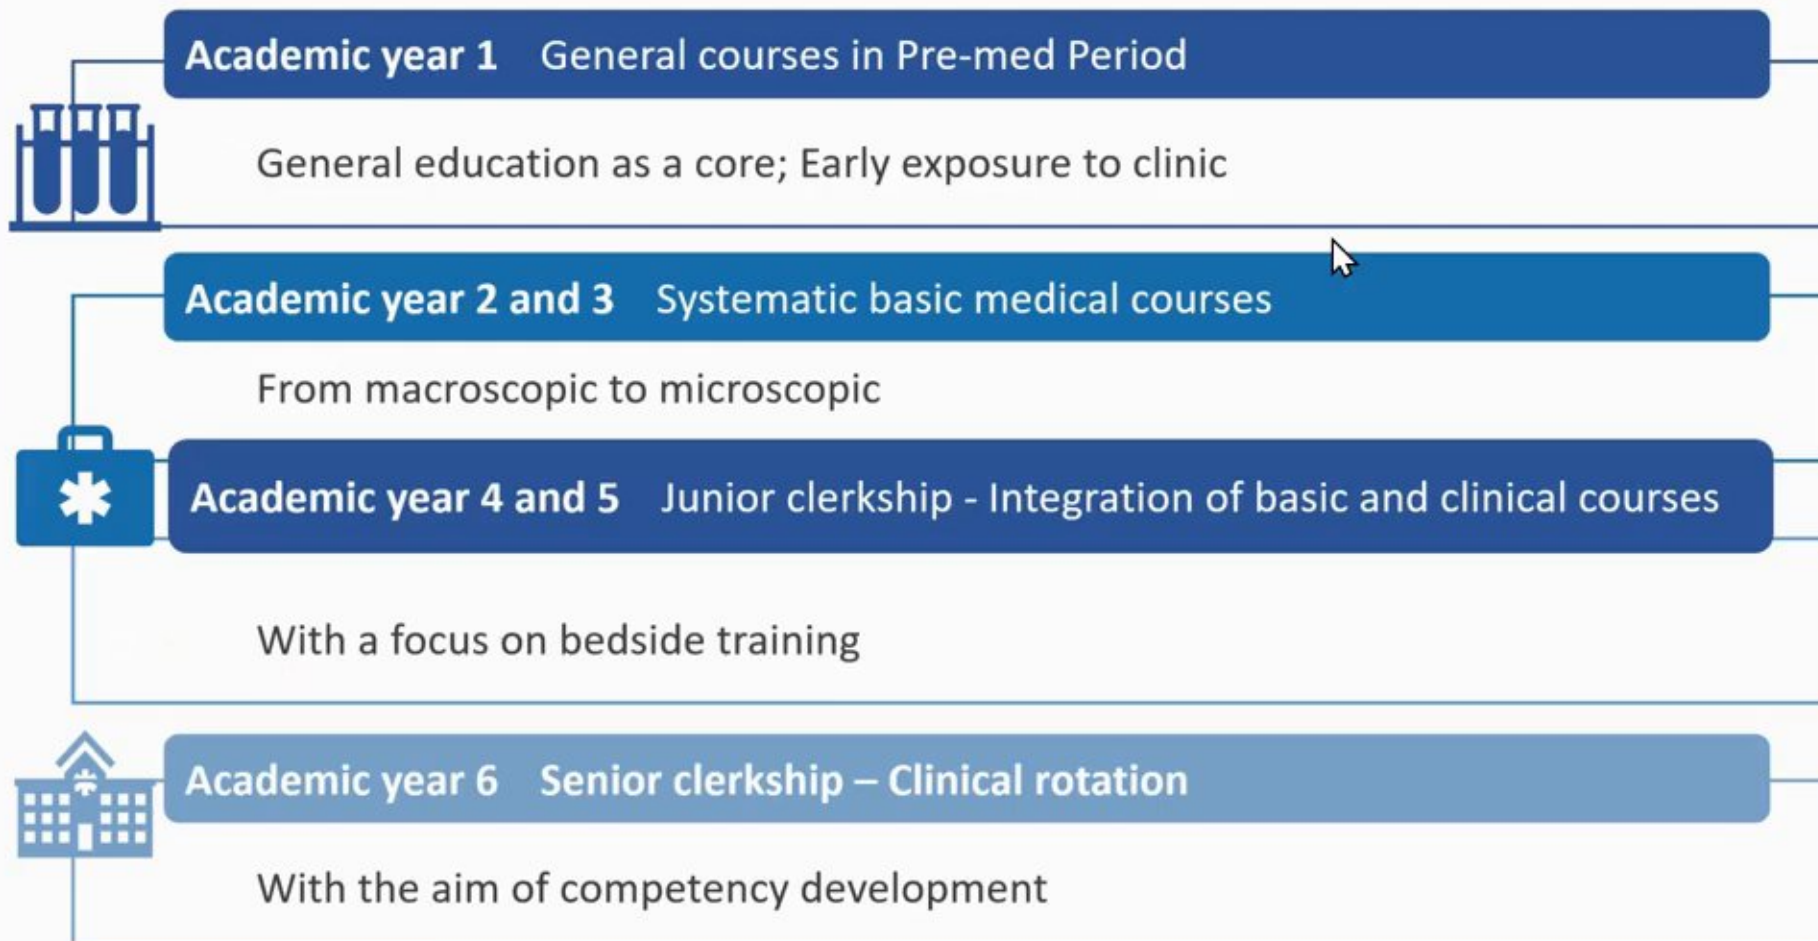 Academic year 1 General courses in Pre-med Period
General education as a core; Early exposure to clinic
Academic year 2 and 3 Systematic basic medical courses
From macroscopic to microscopic
Academic year 4 and 5 Junior clerkship - Integration of basic and clinical courses
With a focus on bedside training
Academic year 6 Senior clerkship – Clinical rotation
With the aim of competency development